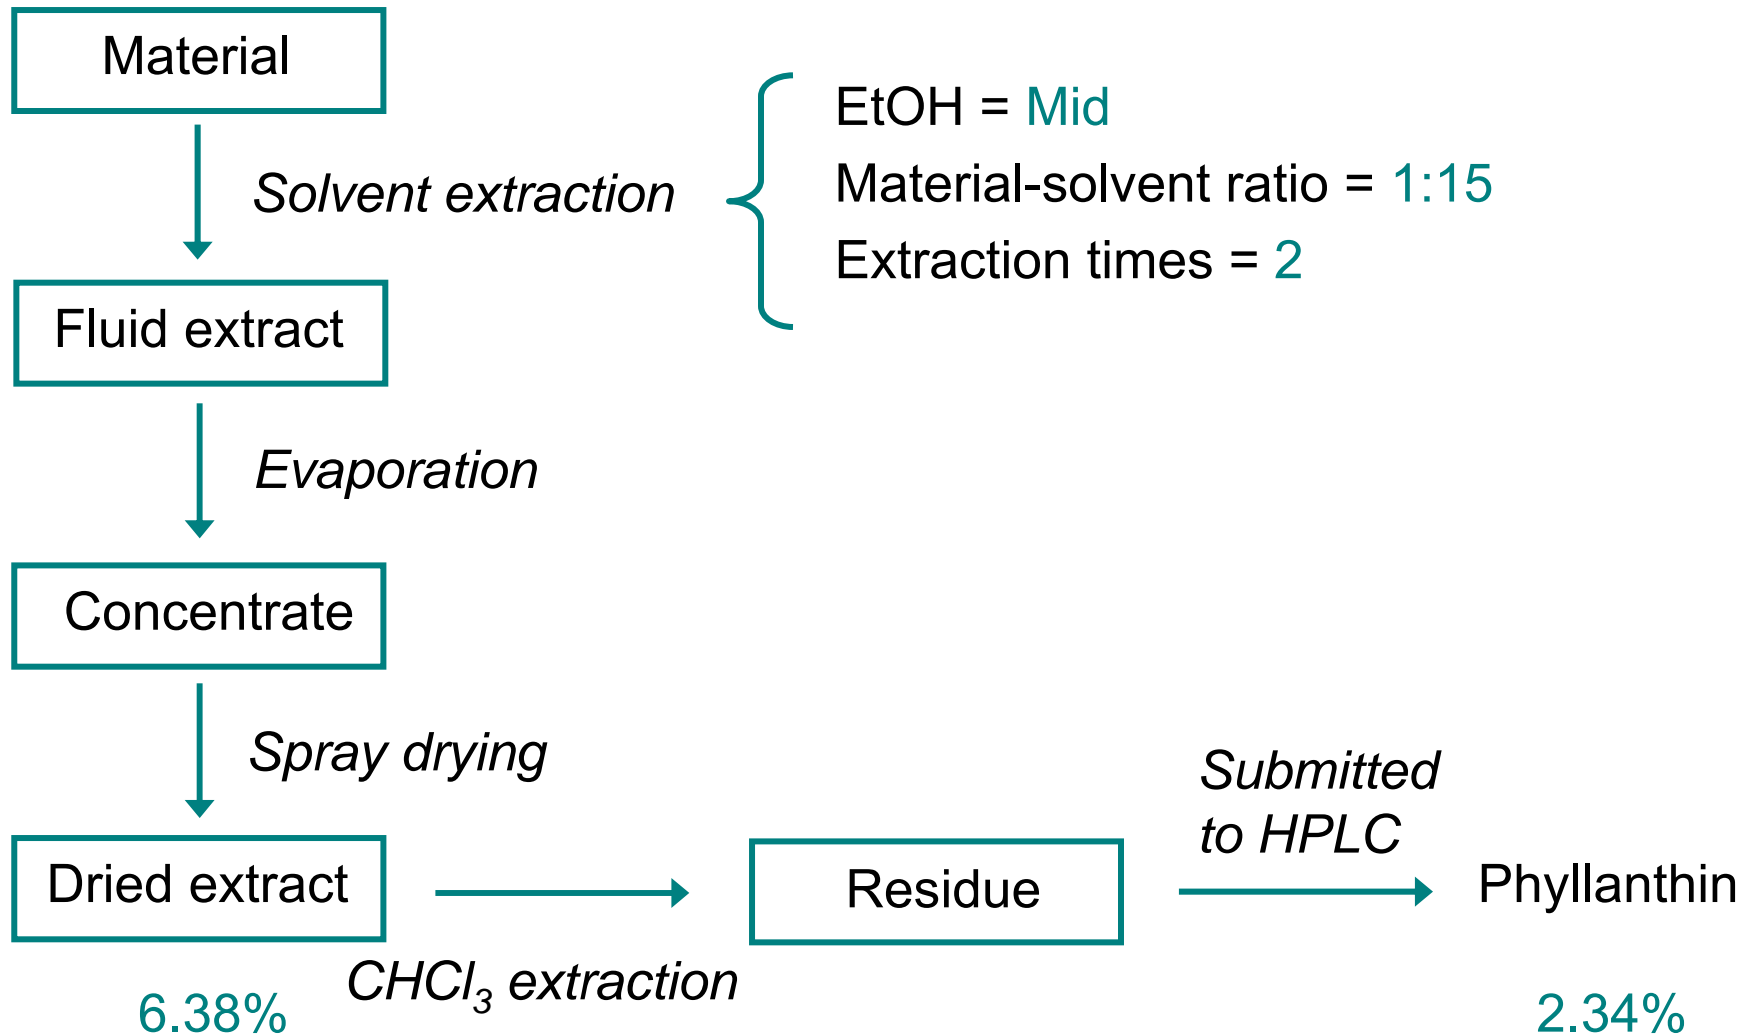 Material
Solvent extraction
EtOH = Mid
Material-solvent ratio = 1:15
Extraction times = 2
Fluid extract
Evaporation
Concentrate
Spray drying
Dried extract
6.38%
CHCl₃ extraction
Residue
Submitted
to HPLC
Phyllanthin
2.34%